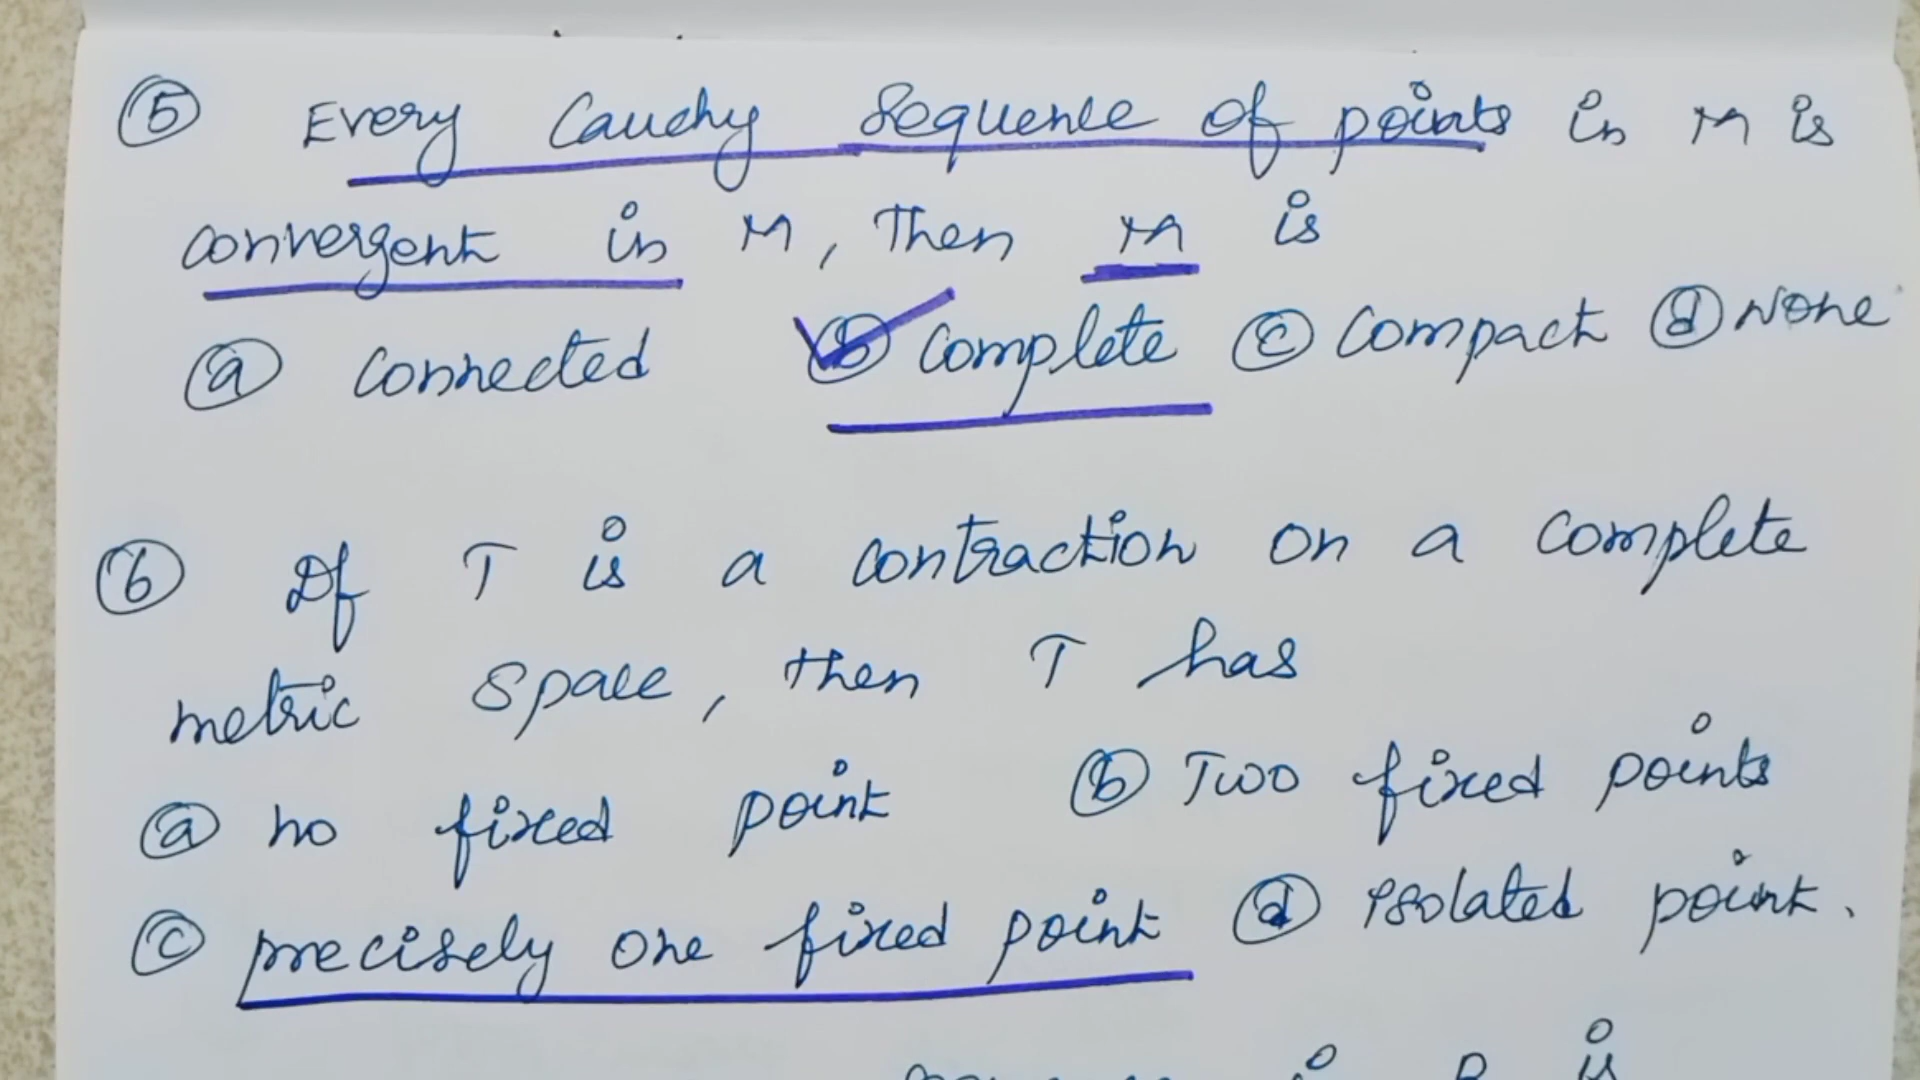 5 Every Cauchy Sequence of points in M is
convergent in M, Then M is
a connected b complete c compact d None
6 If T is a contraction on a complete
metric Space, then T has
a no fixed point b Two fixed points
c precisely one fixed point d isolated point.
is